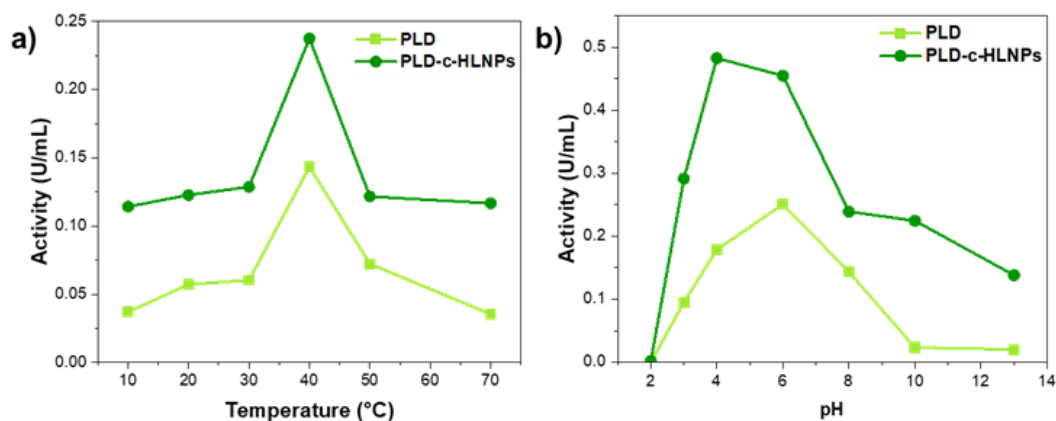 a)
PLD
PLD-c-HLNPs
Activity (U/mL)
0.25
0.20
0.15
0.10
0.05
0.00
10 20 30 40 50 60 70
Temperature (°C)
b)
PLD
PLD-c-HLNPs
Activity (U/mL)
0.5
0.4
0.3
0.2
0.1
0.0
2 4 6 8 10 12 14
pH